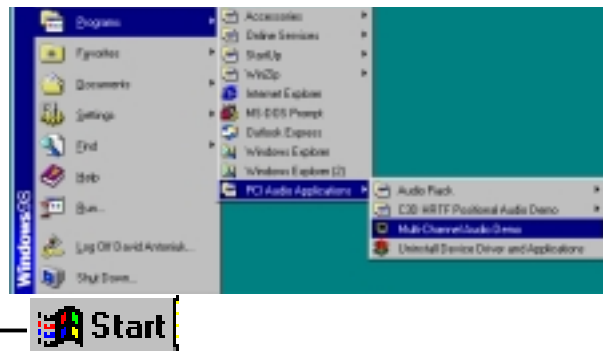 Programs
Favorites
Documents
Settings
Find
Help
Run...
Log Off David Antoniuk...
Shut Down...
Windows98
Accessories
Online Services
StartUp
WinZip
Internet Explorer
MS-DOS Prompt
Outlook Express
Windows Explorer
Windows Explorer (2)
PCI Audio Applications
Audio Rack
C3D HRTF Positional Audio Demo
Multi-Channel Audio Demo
Uninstall Device Driver and Applications
Start